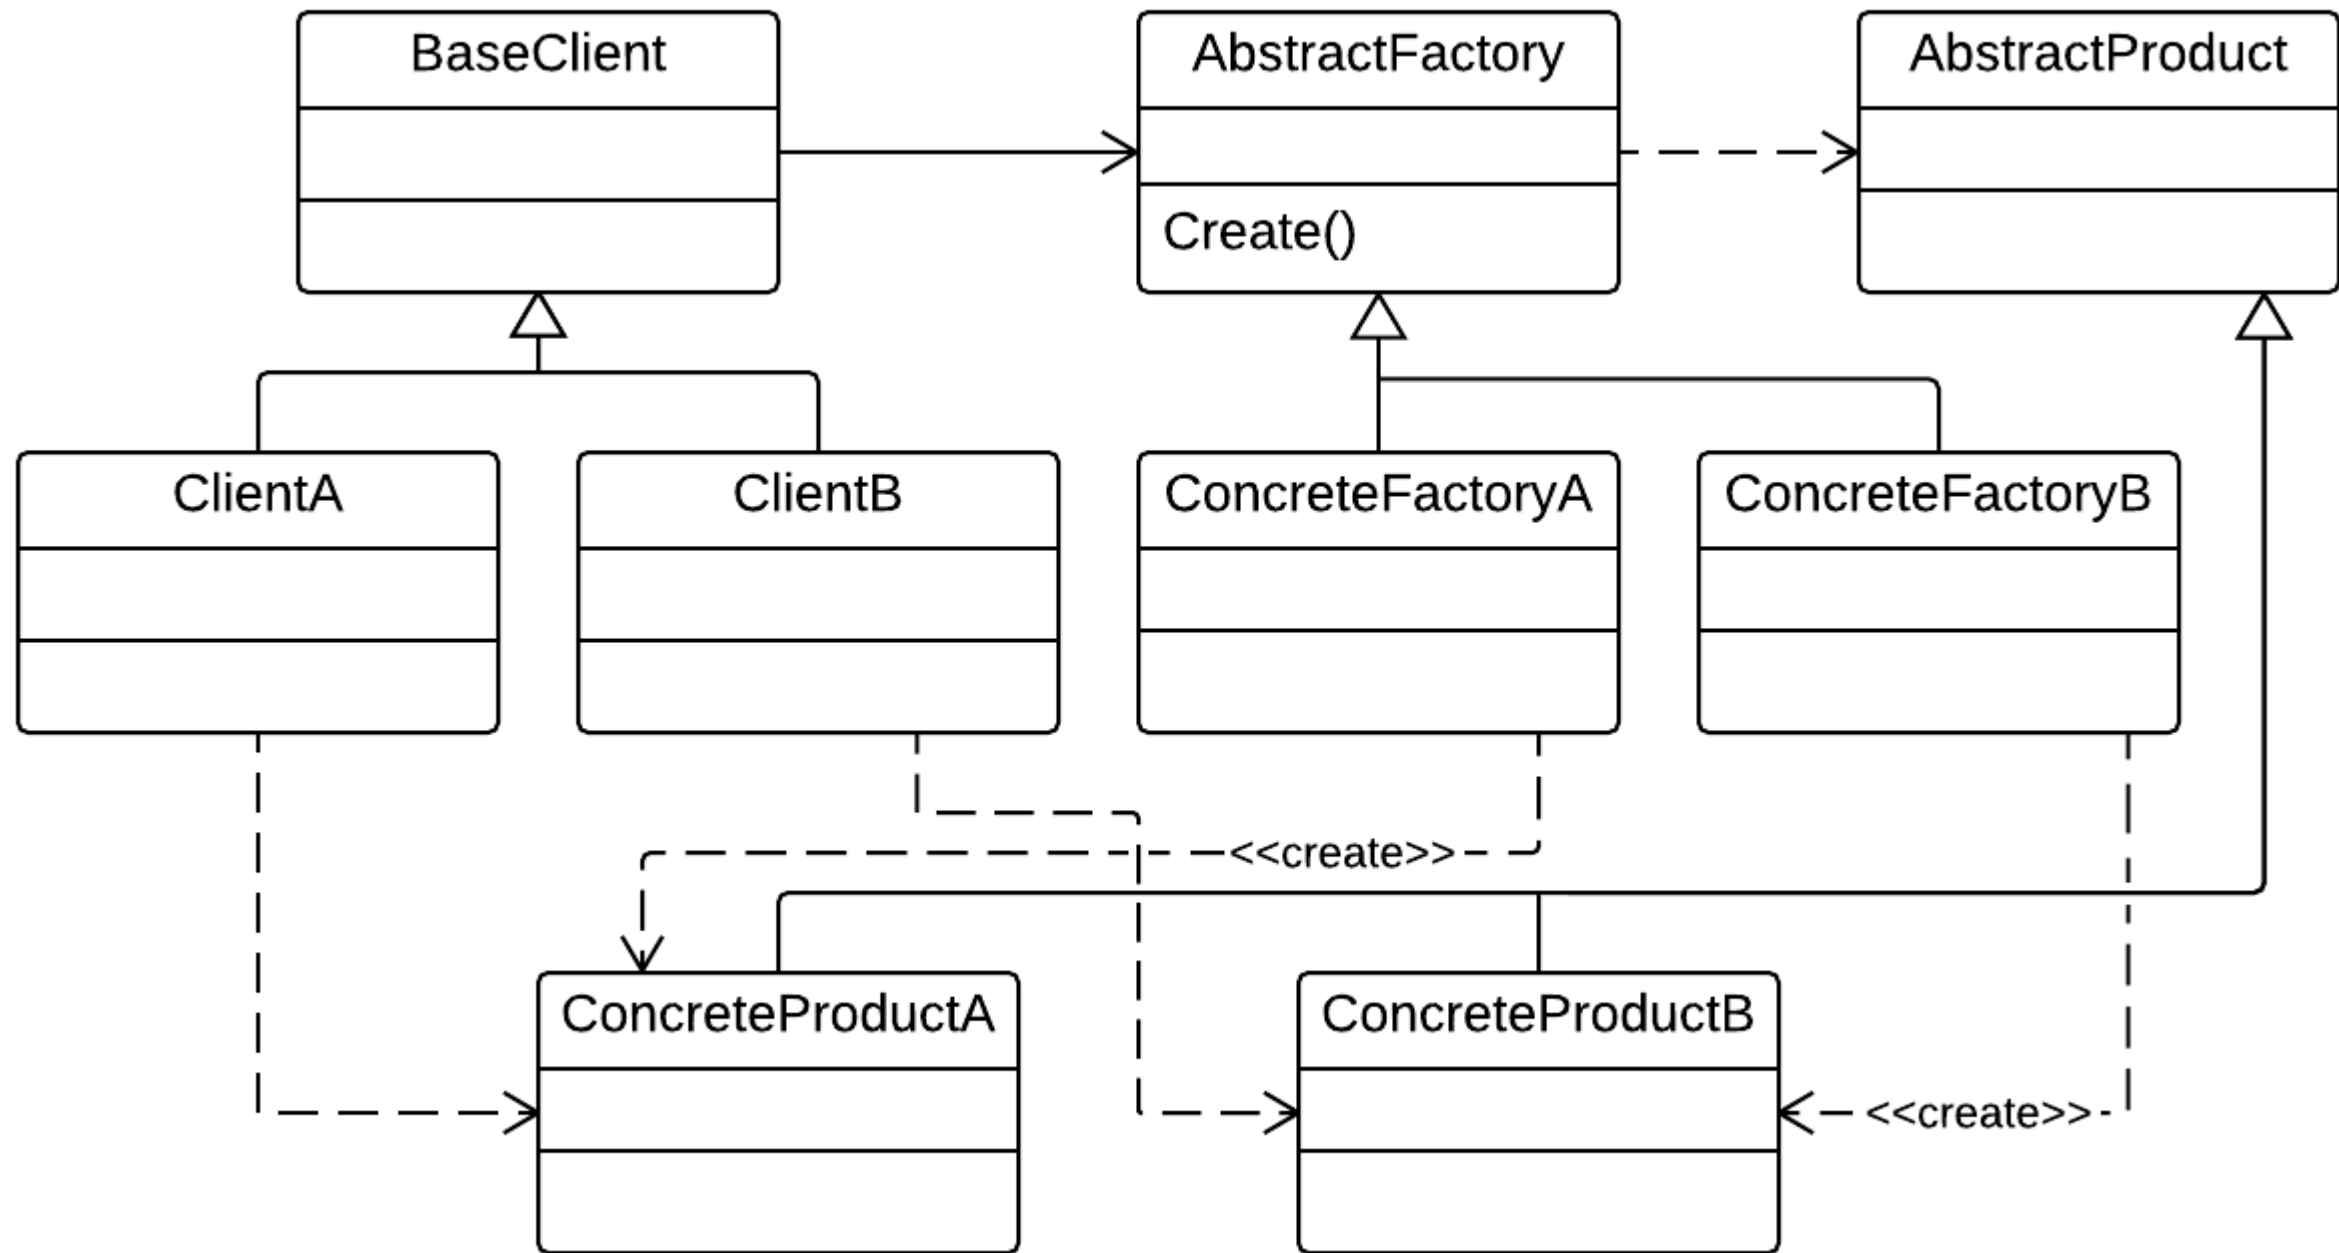 BaseClient
AbstractFactory
AbstractProduct
Create()
ClientA
ClientB
ConcreteFactoryA
ConcreteFactoryB
<<create>>
ConcreteProductA
ConcreteProductB
<<create>>